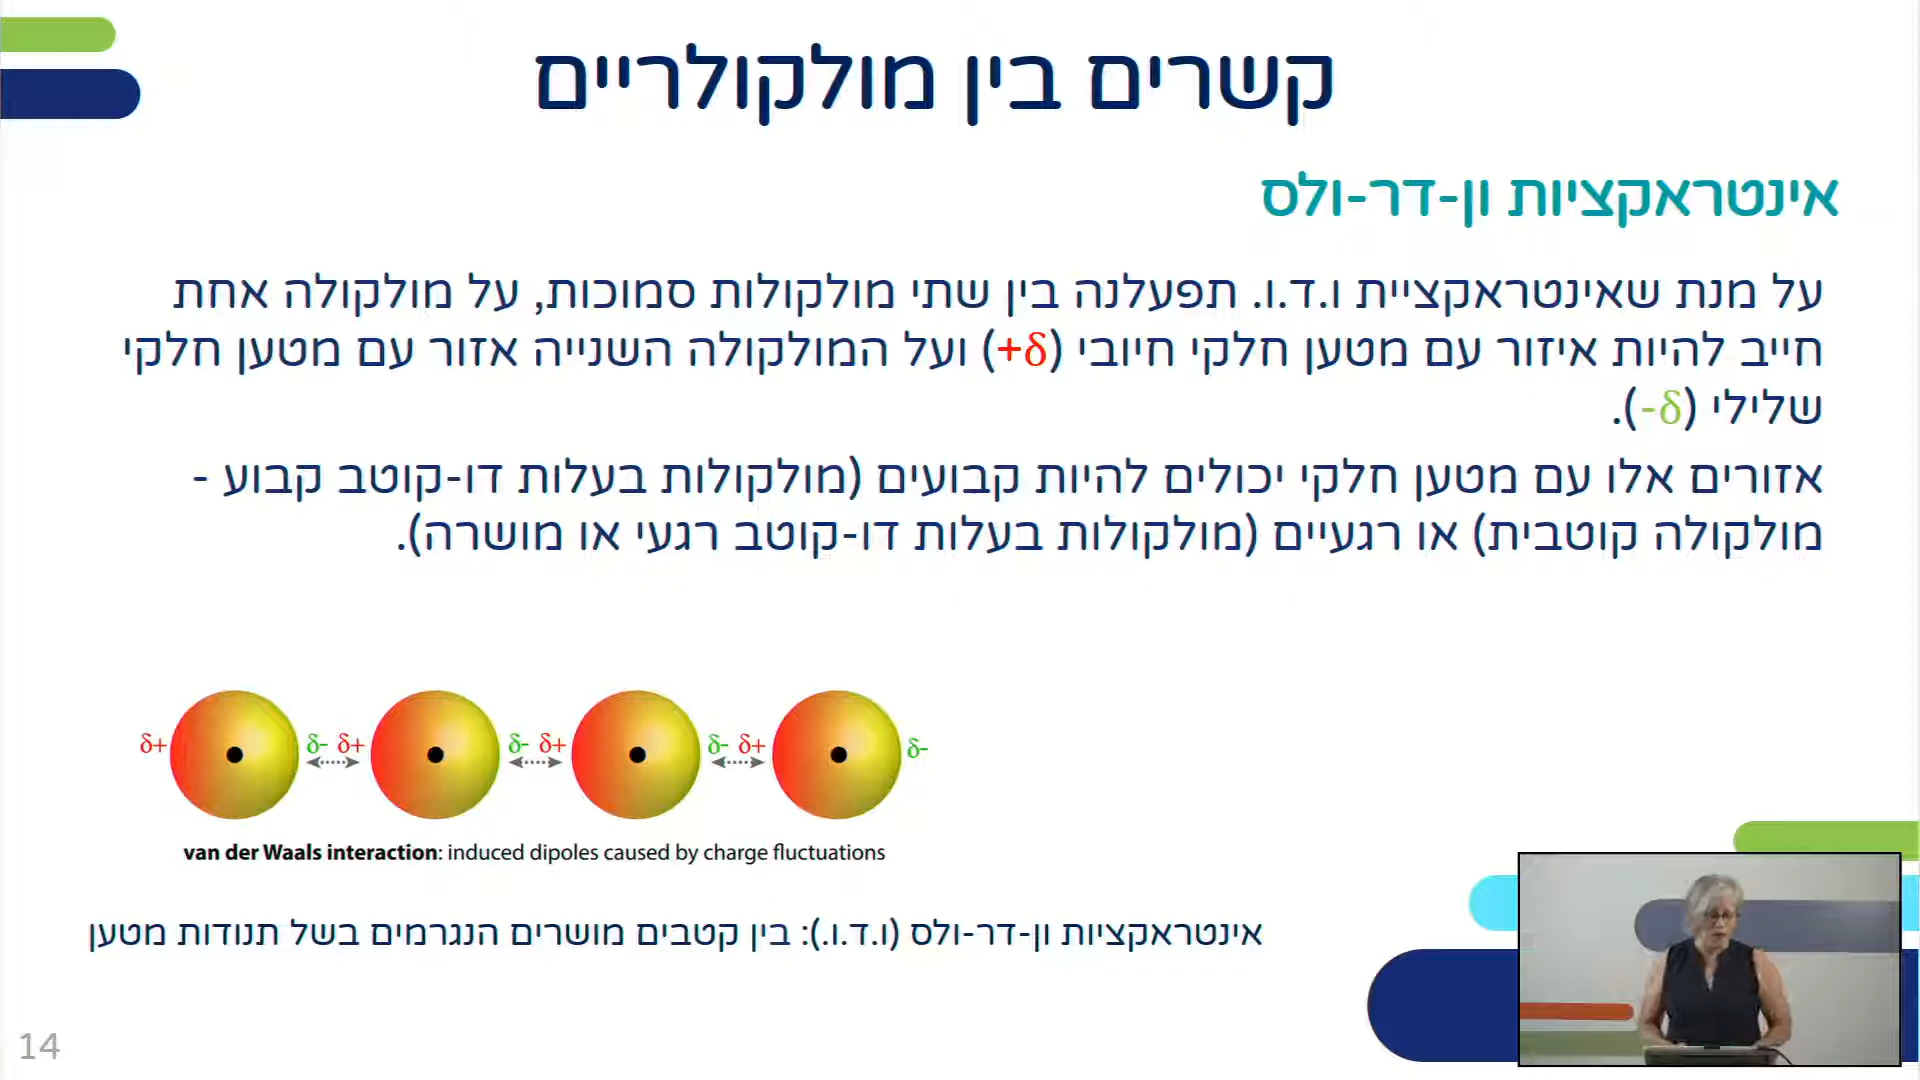 קשרים בין מולקולריים
אינטראקציות ון-דר-ולס
על מנת שאינטראקציית ו.ד.ו. תפעלנה בין שתי מולקולות סמוכות, על מולקולה אחת
חייב להיות איזור עם מטען חלקי חיובי (δ+) ועל המולקולה השנייה אזור עם מטען חלקי
שלילי (δ-).
אזורים אלו עם מטען חלקי יכולים להיות קבועים (מולקולות בעלות דו-קוטב קבוע -
מולקולה קוטבית) או רגעיים (מולקולות בעלות דו-קוטב רגעי או מושרה).
δ+ δ- δ+ δ- δ+ δ- δ+ δ-
van der Waals interaction: induced dipoles caused by charge fluctuations
אינטראקציות ון-דר-ולס (ו.ד.ו.): בין קטבים מושרים הנגרמים בשל תנודות מטען
14